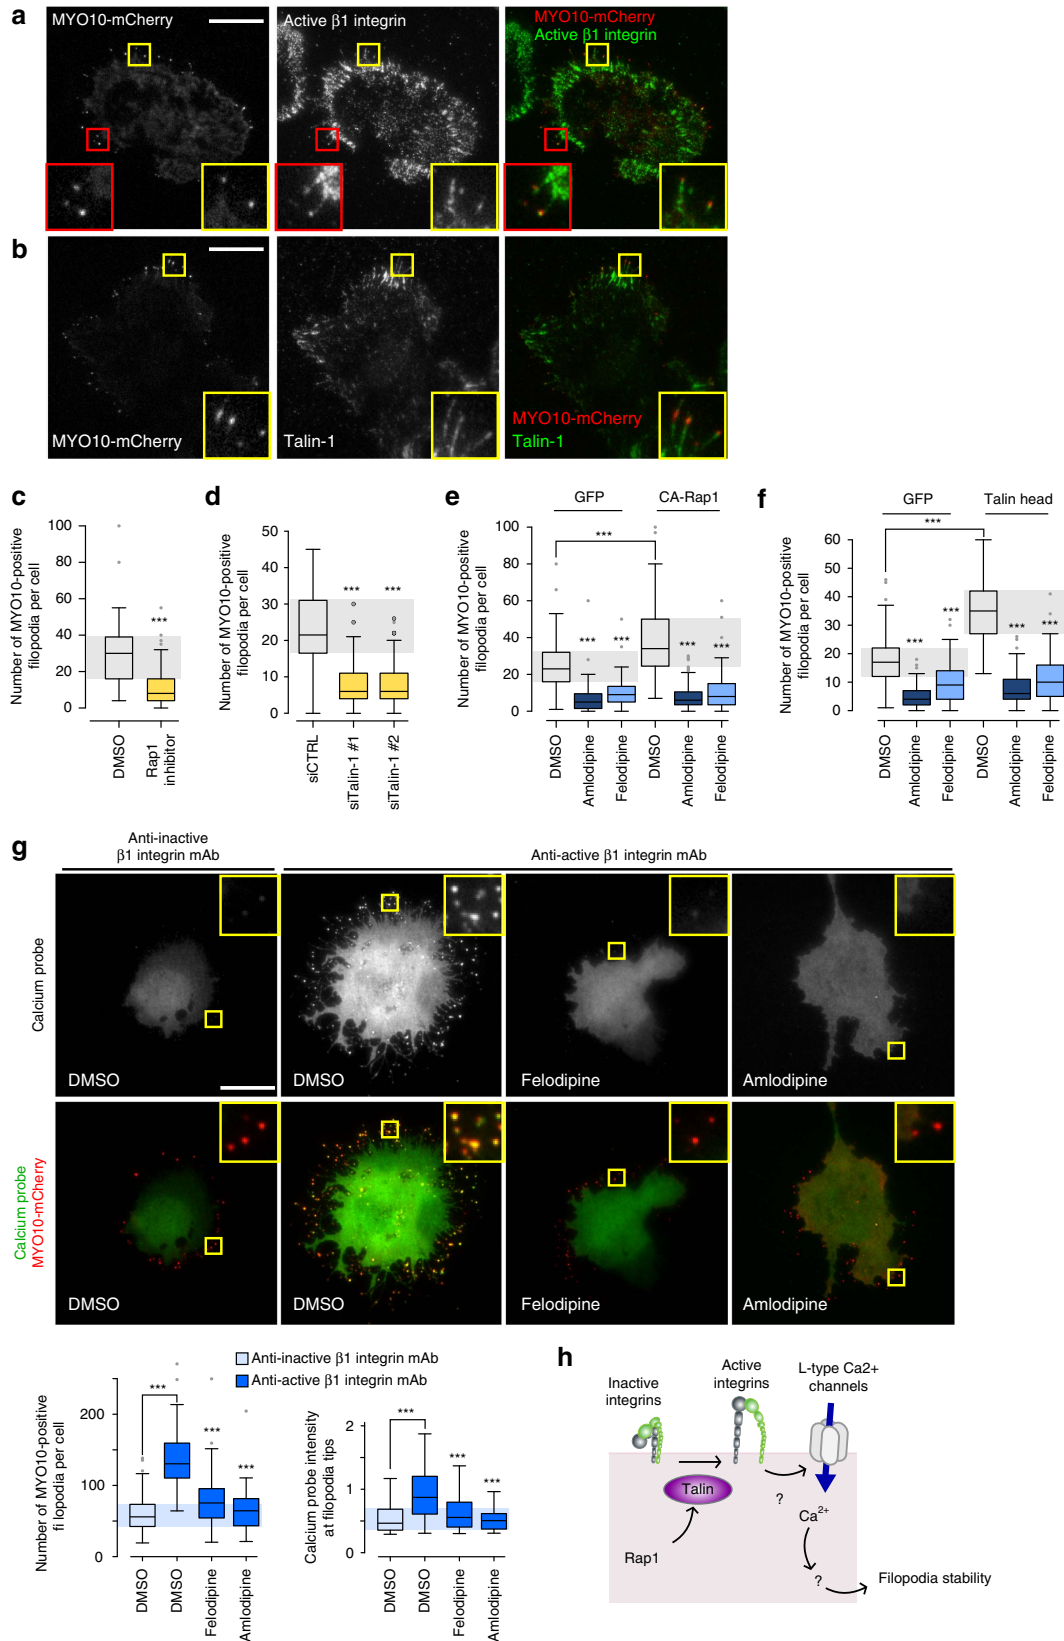 a
MYO10-mCherry
Active β1 integrin
MYO10-mCherry
Active β1 integrin
b
MYO10-mCherry
Talin-1
MYO10-mCherry
Talin-1
c
Number of MYO10-positive
filopodia per cell
100
80
60
40
20
0
***
DMSO
Rap1
inhibitor
d
Number of MYO10-positive
filopodia per cell
50
40
30
20
10
0
***
***
siCTRL
siTalin-1 #1
siTalin-1 #2
e
GFP
CA-Rap1
Number of MYO10-positive
filopodia per cell
100
80
60
40
20
0
***
***
***
***
***
DMSO
Amlodipine
Felodipine
DMSO
Amlodipine
Felodipine
f
GFP
Talin head
Number of MYO10-positive
filopodia per cell
60
50
40
30
20
10
0
***
***
***
***
***
DMSO
Amlodipine
Felodipine
DMSO
Amlodipine
Felodipine
g
Anti-inactive
β1 integrin mAb
Anti-active β1 integrin mAb
Calcium probe
DMSO
DMSO
Felodipine
Amlodipine
Calcium probe
MYO10-mCherry
DMSO
DMSO
Felodipine
Amlodipine
Anti-inactive β1 integrin mAb
Anti-active β1 integrin mAb
Number of MYO10-positive
fi lopodia per cell
200
100
50
0
***
***
***
DMSO
DMSO
Felodipine
Amlodipine
Calcium probe intensity
at filopodia tips
2
1
0
***
***
***
DMSO
DMSO
Felodipine
Amlodipine
h
Inactive
integrins
Active
integrins
L-type Ca2+
channels
Talin
Rap1
?
Ca2+
?
Filopodia stability